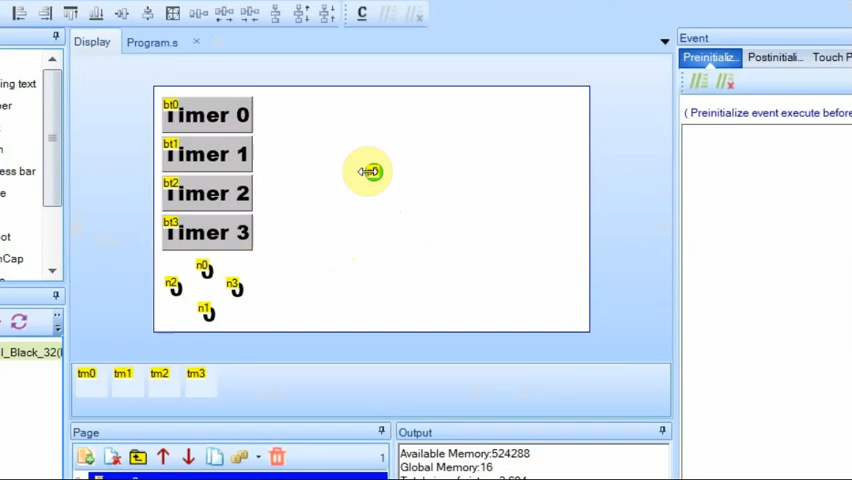 C
Display
Program.s
Event
ing text
per
ess bar
e
ot
nCap
Preinitializ...
Postinitiali...
Touch P
( Preinitialize event execute before
bt0
Timer 0
bt1
Timer 1
bt2
Timer 2
bt3
Timer 3
n0
n2
n3
n1
l_Black_32(
tm0
tm1
tm2
tm3
Page
1
Output
Available Memory:524288
Global Memory:16